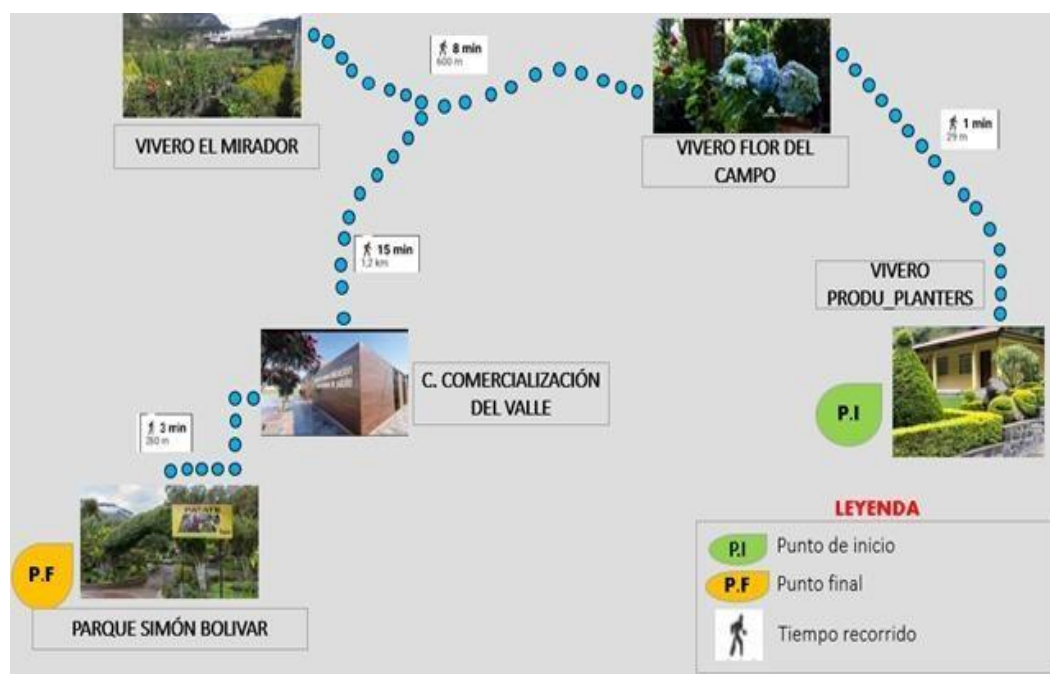 8 min
600 m
VIVERO EL MIRADOR
VIVERO FLOR DEL
CAMPO
1 min
29 m
15 min
1,2 km
VIVERO
PRODU_PLANTERS
C. COMERCIALIZACIÓN
DEL VALLE
P.I
3 min
PATATE
P.F
PARQUE SIMÓN BOLIVAR
LEYENDA
P.I Punto de inicio
P.F Punto final
Tiempo recorrido